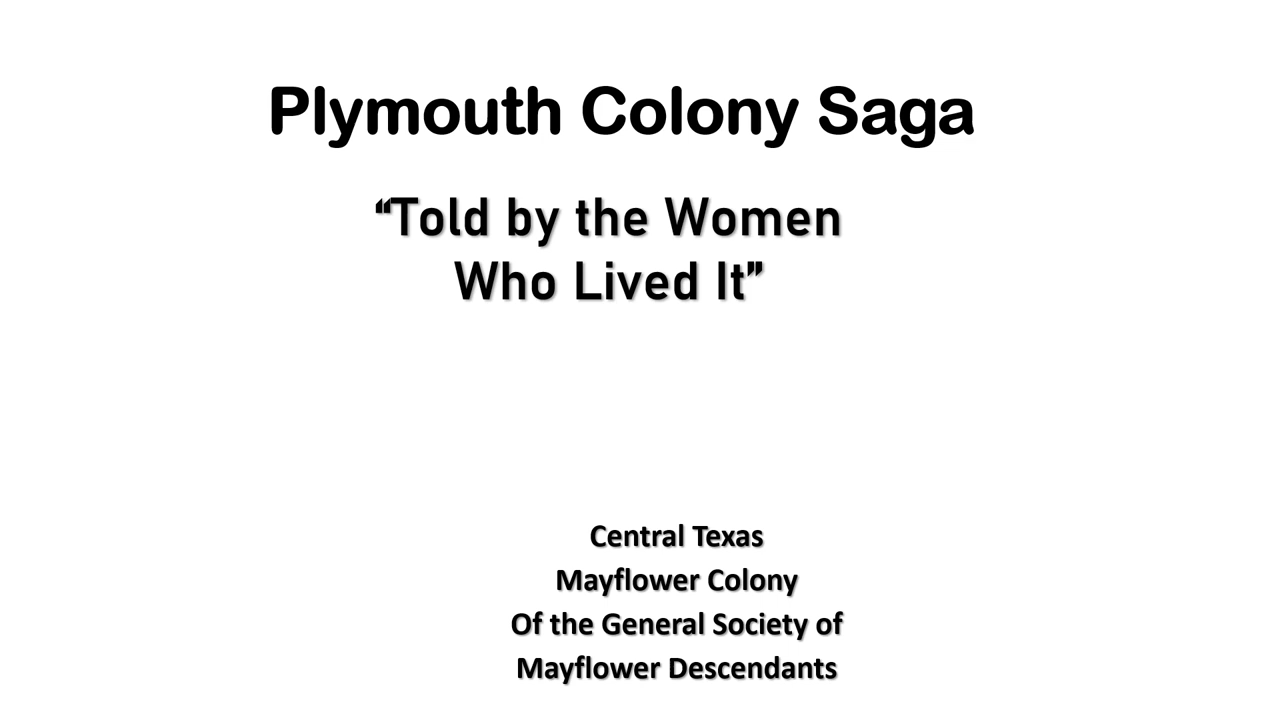 Plymouth Colony Saga
“Told by the Women
Who Lived It”
Central Texas
Mayflower Colony
Of the General Society of
Mayflower Descendants